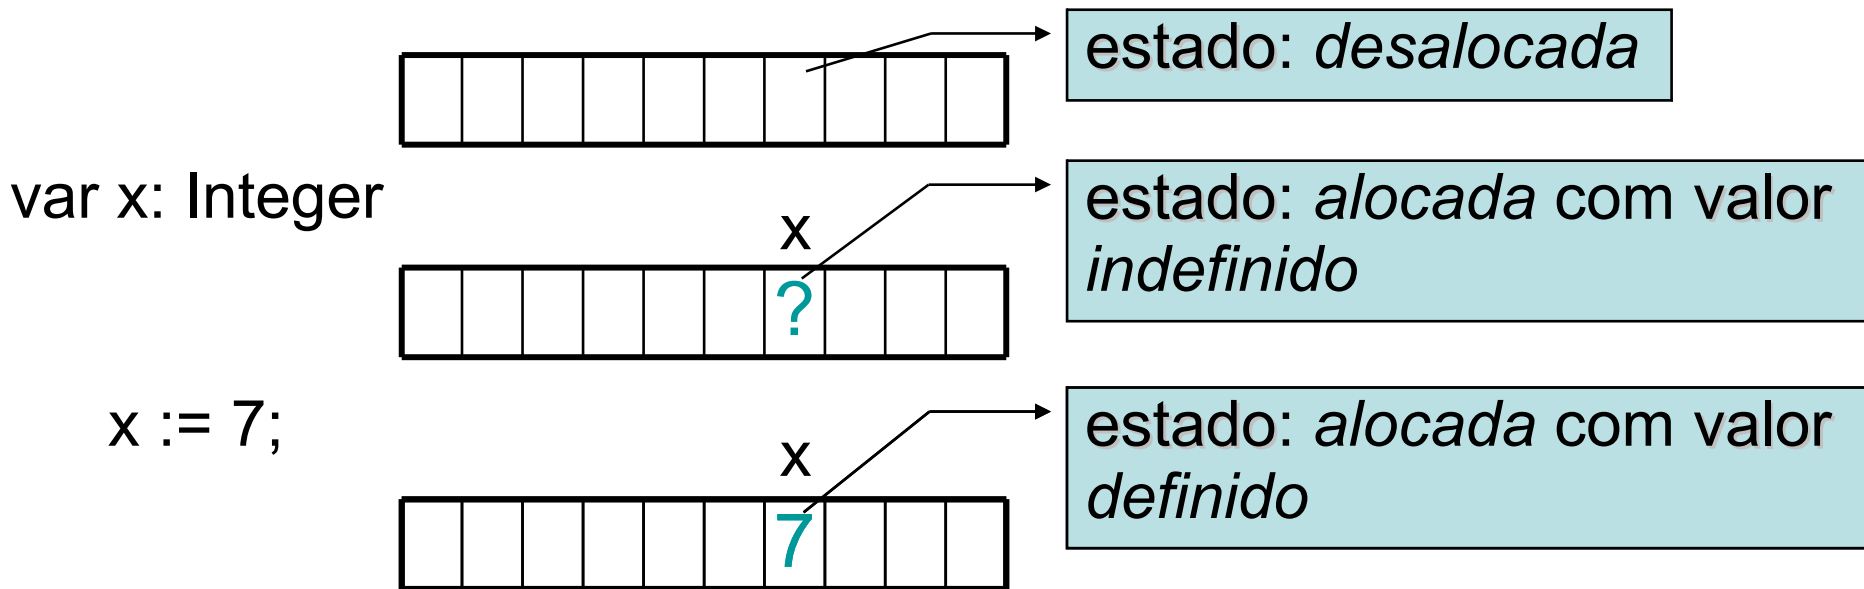 estado: desalocada
var x: Integer
x
estado: alocada com valor
indefinido
?
x := 7;
x
estado: alocada com valor
definido
7